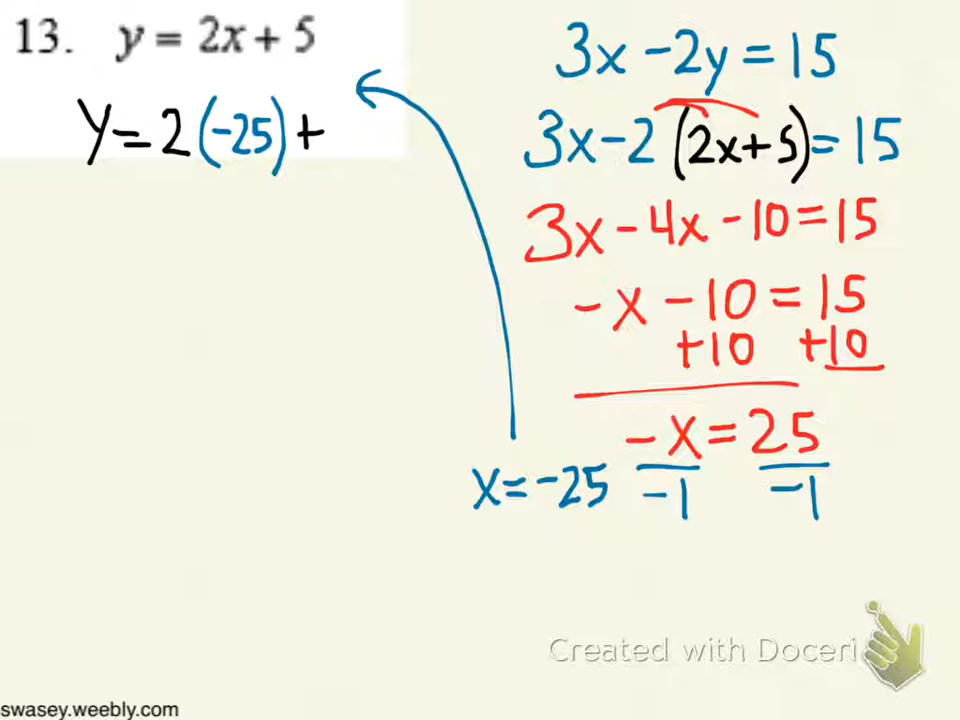 13. y = 2x + 5
y = 2(-25) +
3x - 2y = 15
3x - 2(2x + 5) = 15
3x - 4x - 10 = 15
-x - 10 = 15
+10 +10
-x = 25
-1 -1
x = -25
Created with Doceri
swasey.weebly.com